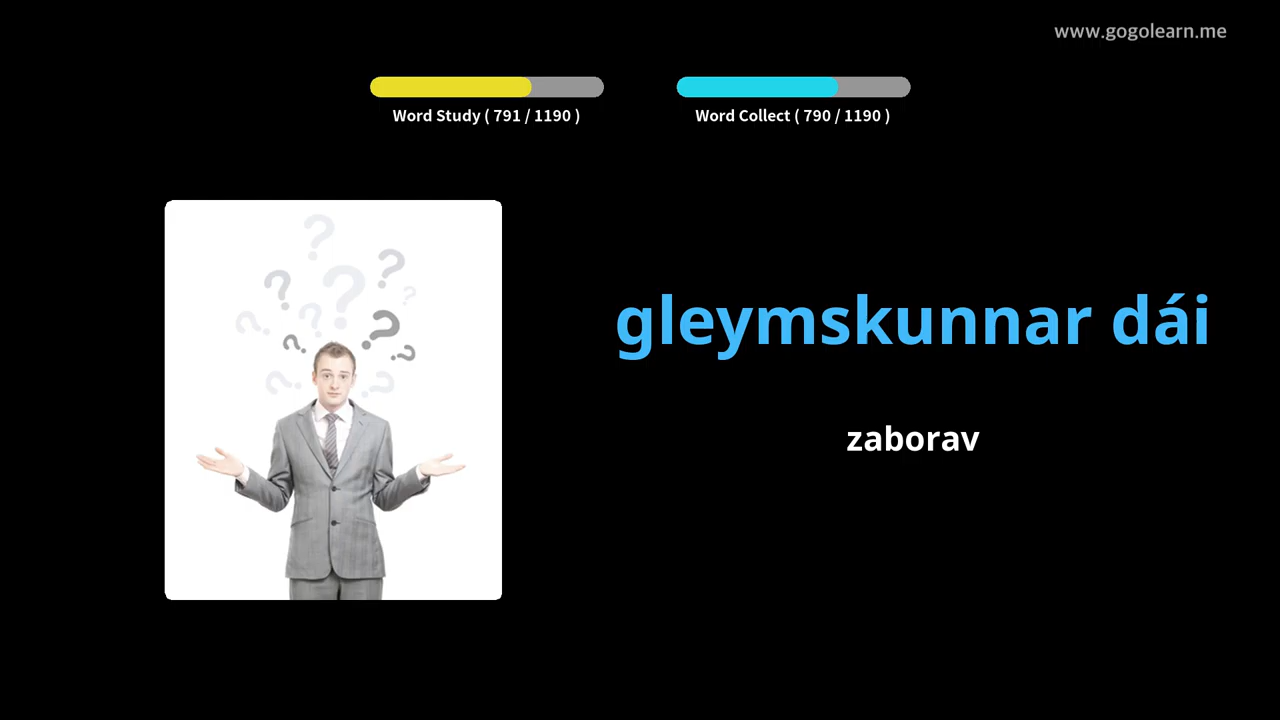 www.gogolearn.me
Word Study ( 791 / 1190 )
Word Collect ( 790 / 1190 )
gleymskunnar dái
zaborav